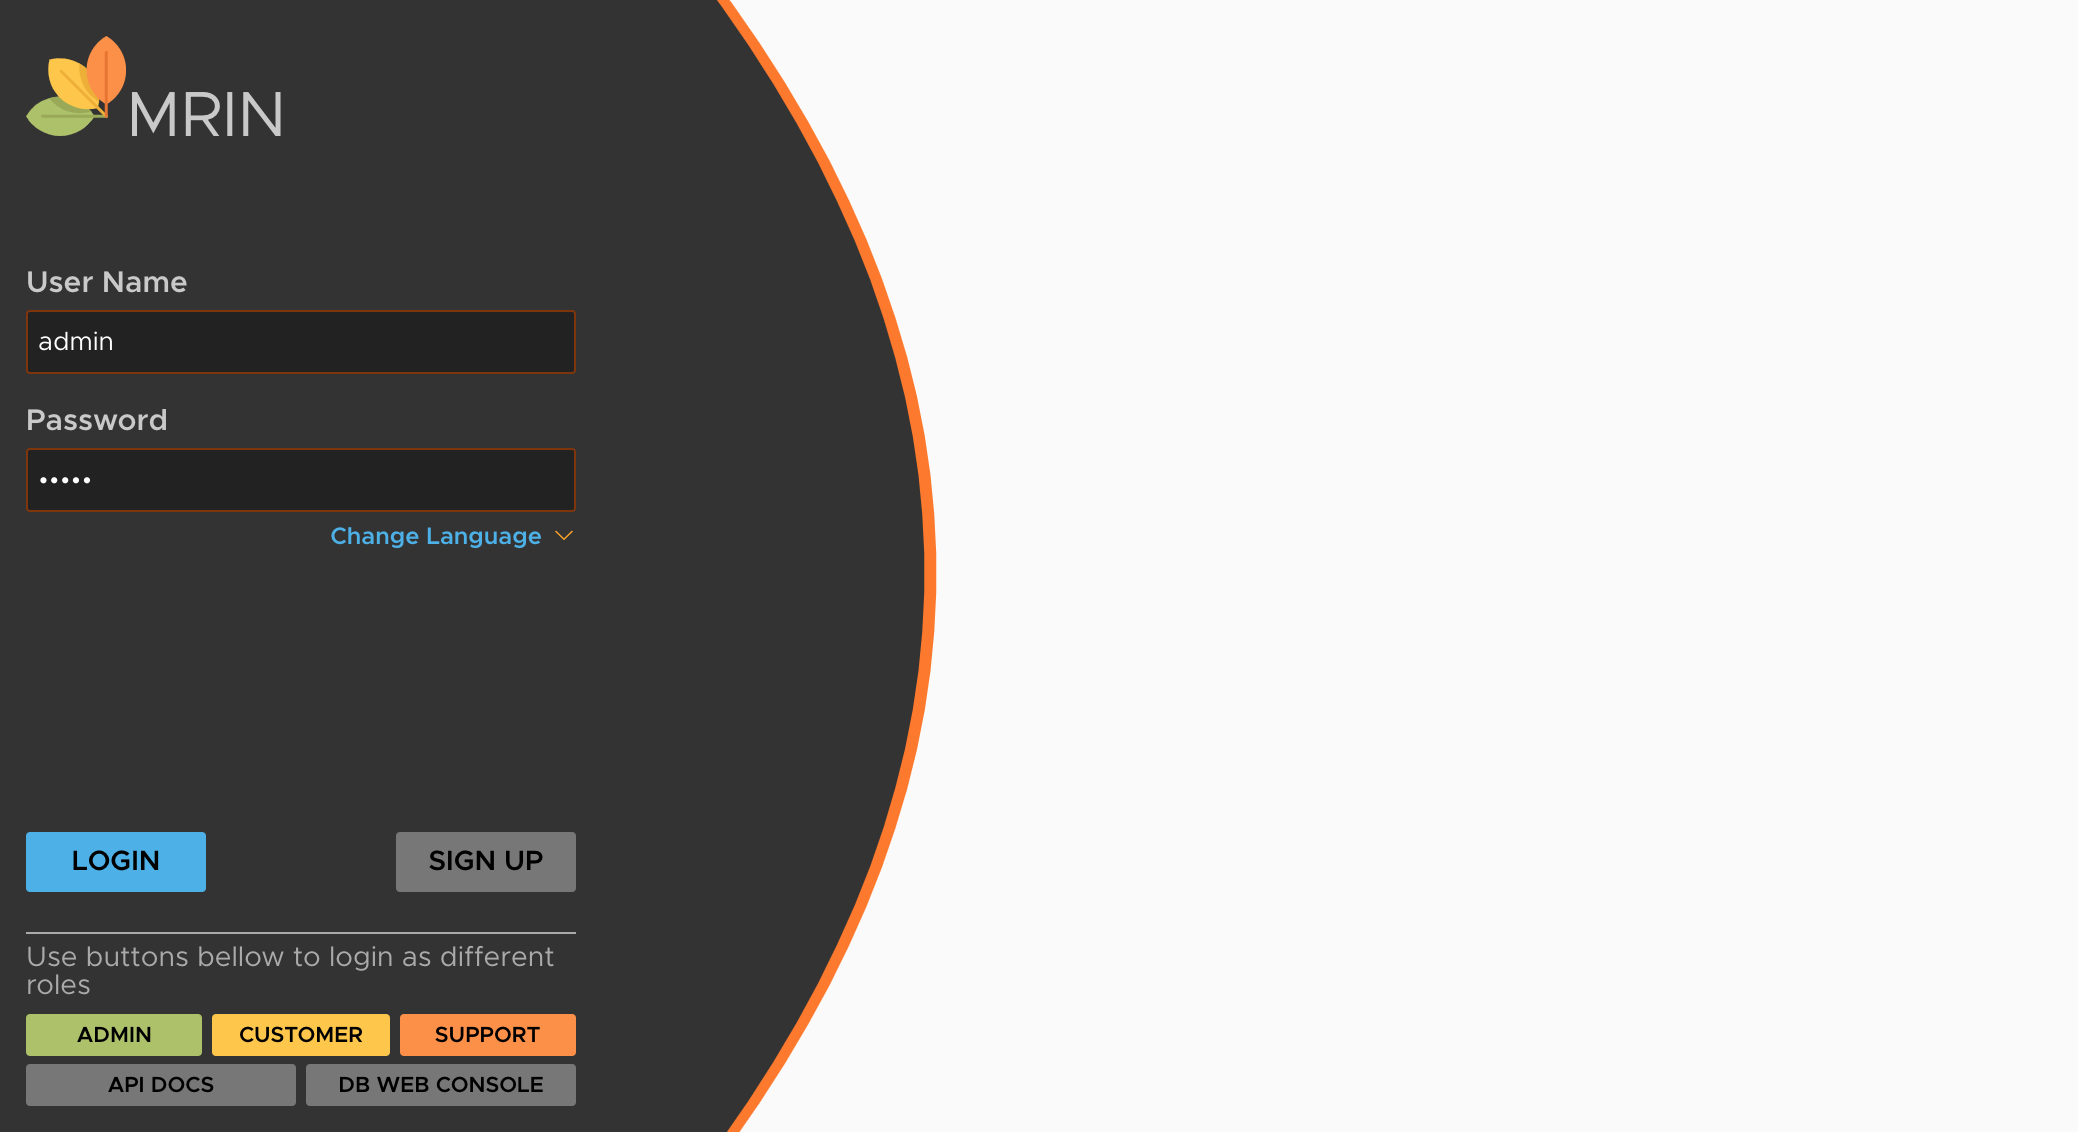 MRIN
User Name
admin
Password
•••••
Change Language
LOGIN
SIGN UP
Use buttons bellow to login as different
roles
ADMIN
CUSTOMER
SUPPORT
API DOCS
DB WEB CONSOLE